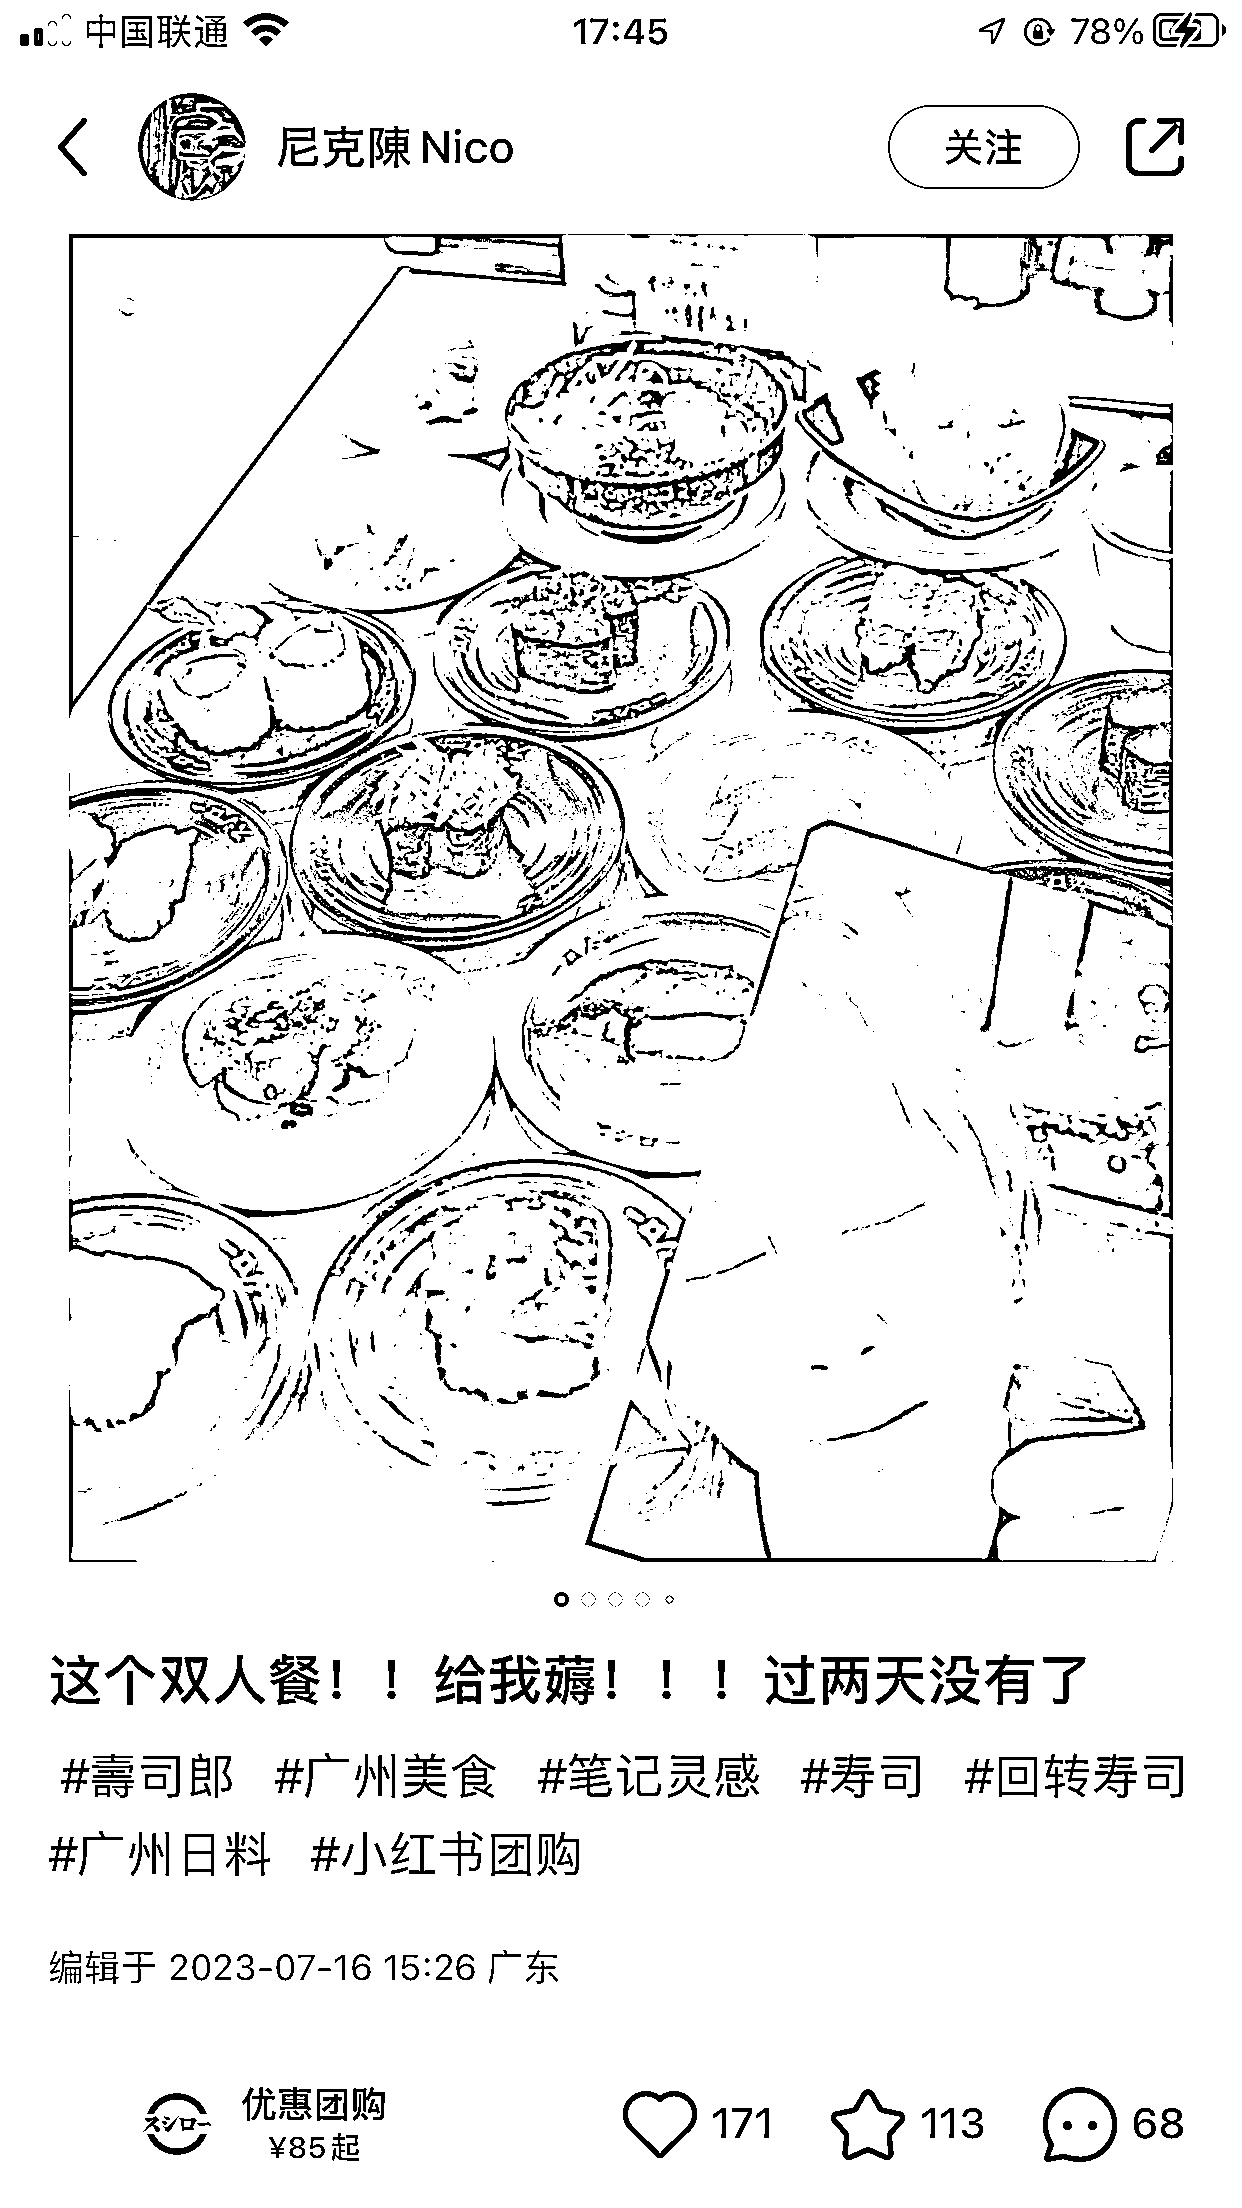 中国联通 17:45 78%
尼克陳Nico 关注
这个双人餐！！给我薅！！！过两天没有了
#壽司郎 #广州美食 #笔记灵感 #寿司 #回转寿司
#广州日料 #小红书团购
编辑于 2023-07-16 15:26 广东
スシロー 优惠团购 171 113 68
¥85起